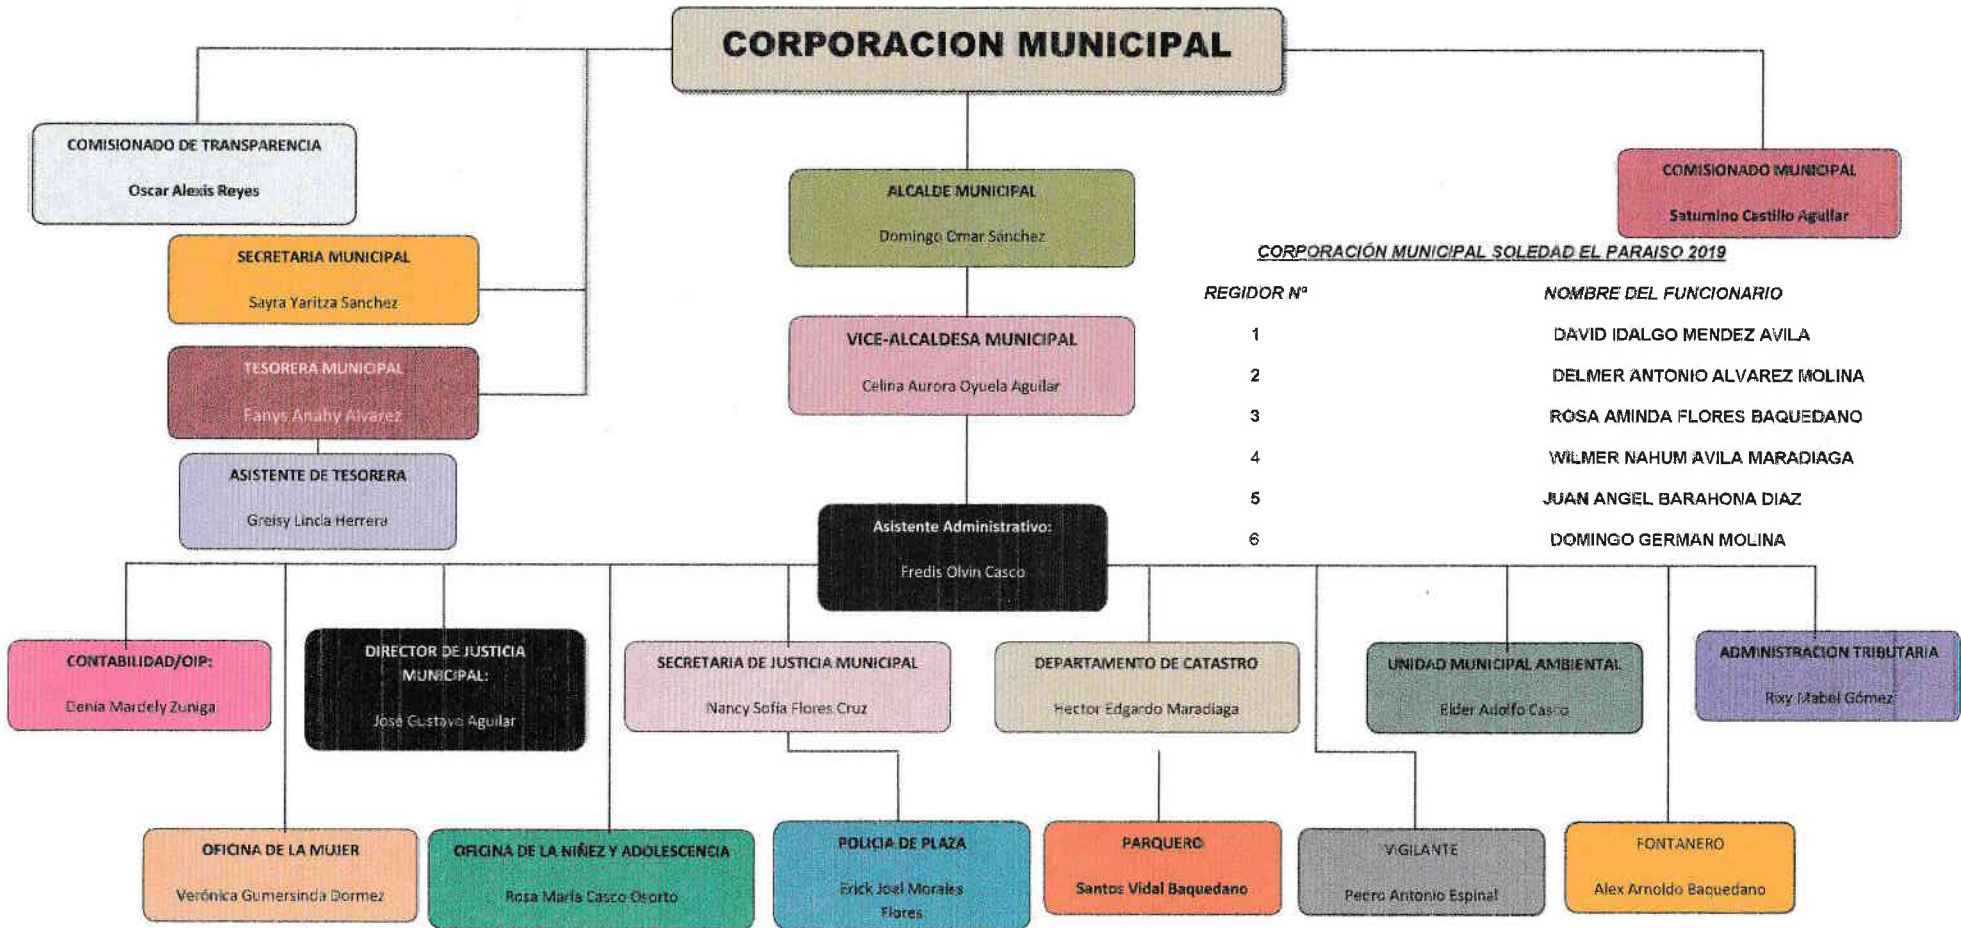 CORPORACION MUNICIPAL
COMISIONADO DE TRANSPARENCIA
Oscar Alexis Reyes
SECRETARIA MUNICIPAL
Sayra Yaritza Sanchez
TESORERA MUNICIPAL
Fanys Anahy Alvarez
ASISTENTE DE TESORERA
Greisy Lincia Herrera
ALCALDE MUNICIPAL
Domingo Omar Sánchez
VICE-ALCALDESA MUNICIPAL
Celina Aurora Oyuela Aguilar
Asistente Administrativo:
Fredis Olvin Casco
COMISIONADO MUNICIPAL
Saturnino Castillo Aguilar
CORPORACIÓN MUNICIPAL SOLEDAD EL PARAISO 2019
REGIDOR Nº NOMBRE DEL FUNCIONARIO
1 DAVID IDALGO MENDEZ AVILA
2 DELMER ANTONIO ALVAREZ MOLINA
3 ROSA AMINDA FLORES BAQUEDANO
4 WILMER NAHUM AVILA MARADIAGA
5 JUAN ANGEL BARAHONA DIAZ
6 DOMINGO GERMAN MOLINA
CONTABILIDAD/OIP:
Denia Mardely Zuniga
DIRECTOR DE JUSTICIA
MUNICIPAL:
José Gustavo Aguilar
SECRETARIA DE JUSTICIA MUNICIPAL
Nancy Sofía Flores Cruz
DEPARTAMENTO DE CATASTRO
Hector Edgardo Maradiaga
UNIDAD MUNICIPAL AMBIENTAL
Elder Adolfo Casco
ADMINISTRACION TRIBUTARIA
Rixy Mabel Gómez
OFICINA DE LA MUJER
Verónica Gumersinda Dormez
OFICINA DE LA NIÑEZ Y ADOLESCENCIA
Rosa María Casco Osorto
POLICIA DE PLAZA
Erick Joel Morales
Flores
PARQUERO
Santos Vidal Baquedano
VIGILANTE
Pedro Antonio Espinal
FONTANERO
Alex Arnoldo Baquedano